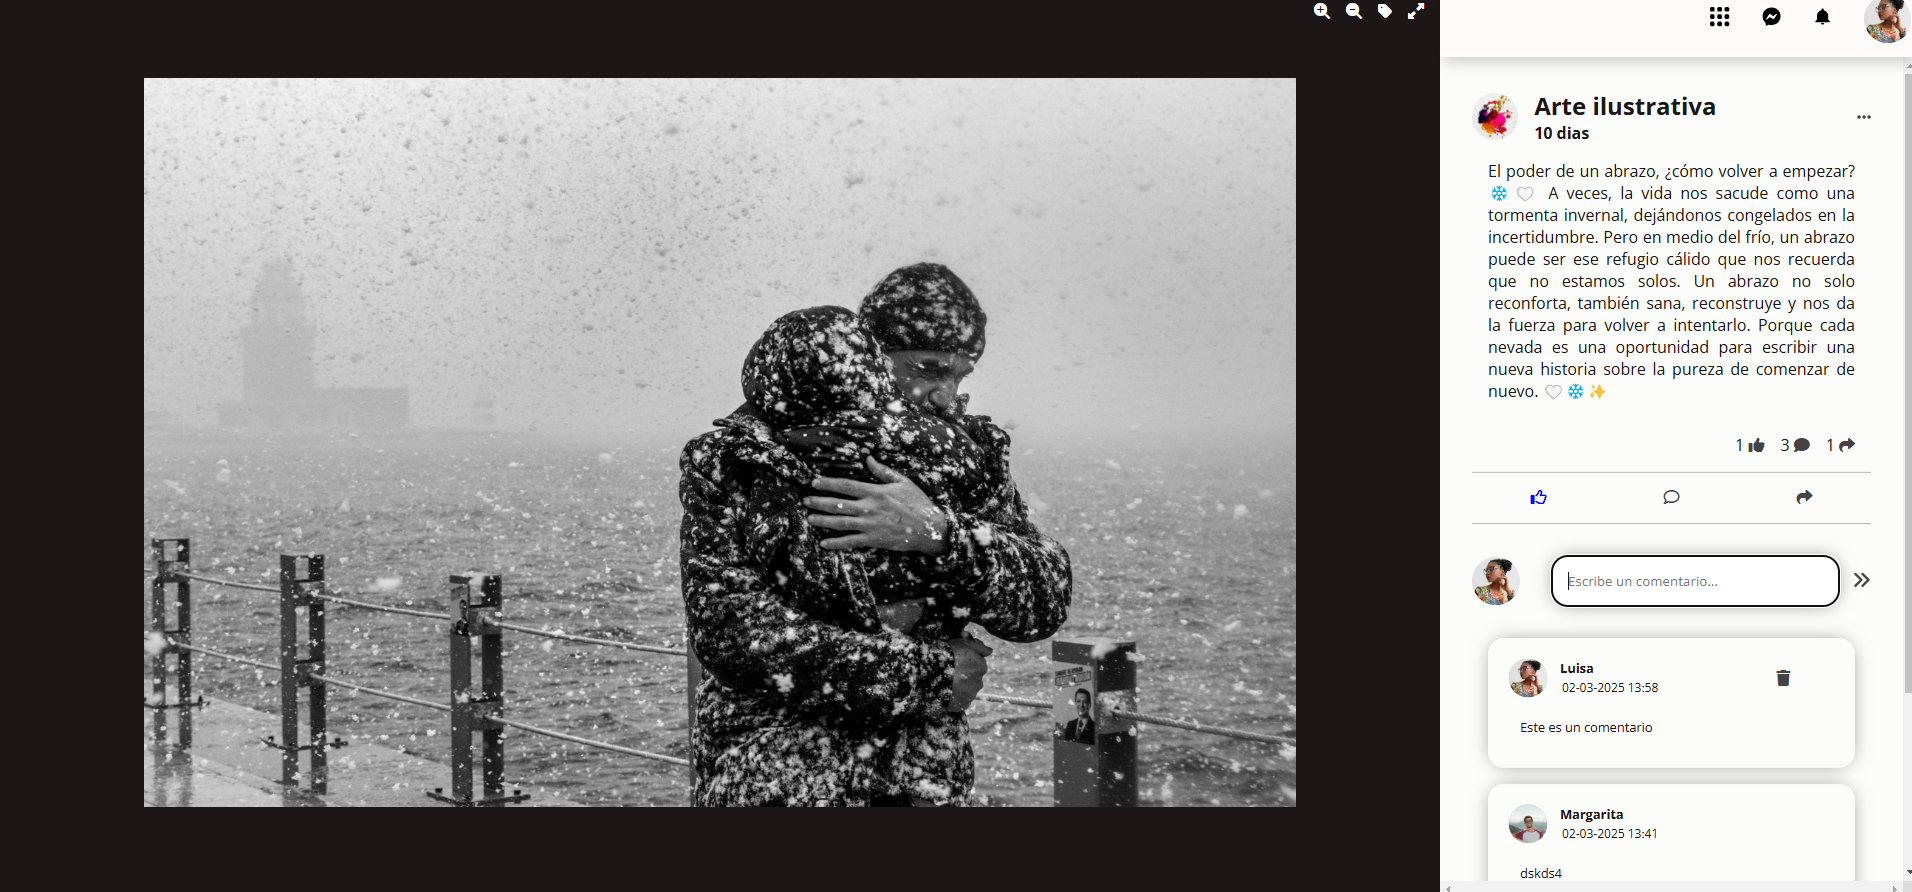 Arte ilustrativa
10 dias
El poder de un abrazo, ¿cómo volver a empezar?
❄️ 🤍 A veces, la vida nos sacude como una
tormenta invernal, dejándonos congelados en la
incertidumbre. Pero en medio del frío, un abrazo
puede ser ese refugio cálido que nos recuerda
que no estamos solos. Un abrazo no solo
reconforta, también sana, reconstruye y nos da
la fuerza para volver a intentarlo. Porque cada
nevada es una oportunidad para escribir una
nueva historia sobre la pureza de comenzar de
nuevo. 🤍 ❄️ ✨
1 3 1
Escribe un comentario...
Luisa
02-03-2025 13:58
Este es un comentario
Margarita
02-03-2025 13:41
dskds4